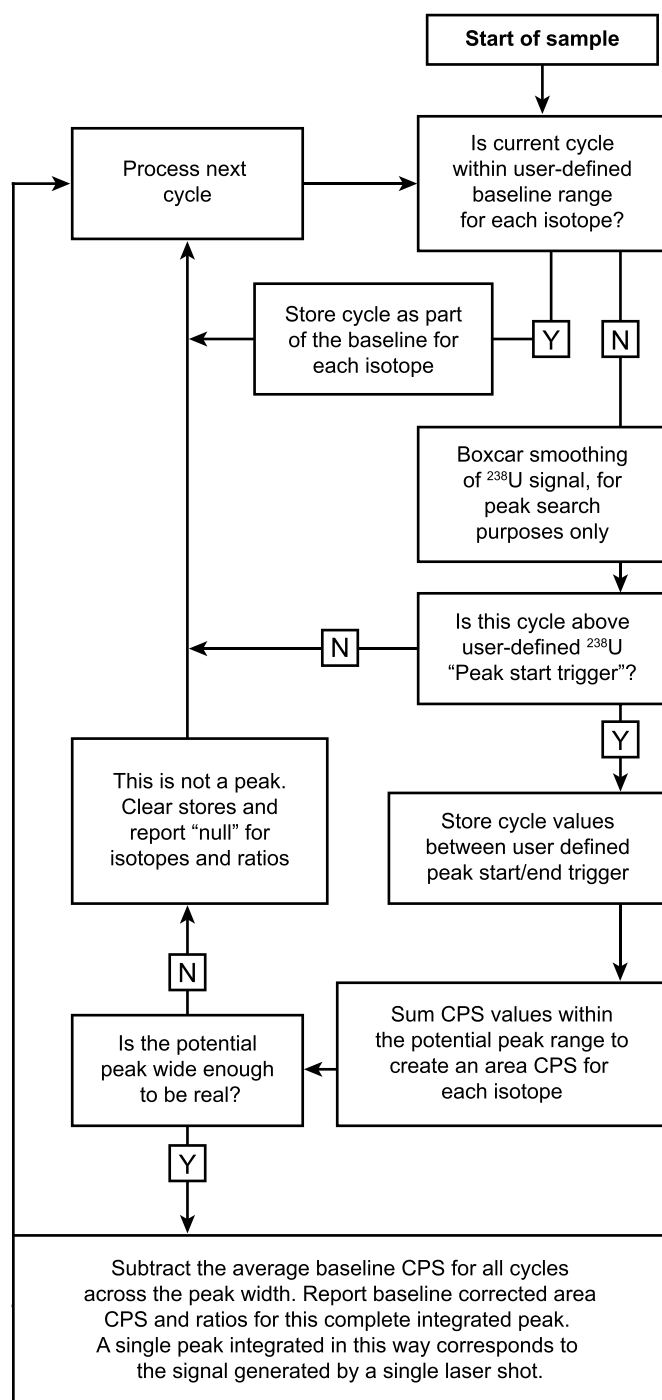 Start of sample
Process next
cycle
Is current cycle
within user-defined
baseline range
for each isotope?
Store cycle as part
of the baseline for
each isotope
Y
N
Boxcar smoothing
of ²³⁸U signal, for
peak search
purposes only
Is this cycle above
user-defined ²³⁸U
“Peak start trigger”?
N
Y
This is not a peak.
Clear stores and
report “null” for
isotopes and ratios
Store cycle values
between user defined
peak start/end trigger
N
Sum CPS values within
the potential peak range to
create an area CPS for
each isotope
Is the potential
peak wide enough
to be real?
Y
Subtract the average baseline CPS for all cycles
across the peak width. Report baseline corrected area
CPS and ratios for this complete integrated peak.
A single peak integrated in this way corresponds to
the signal generated by a single laser shot.